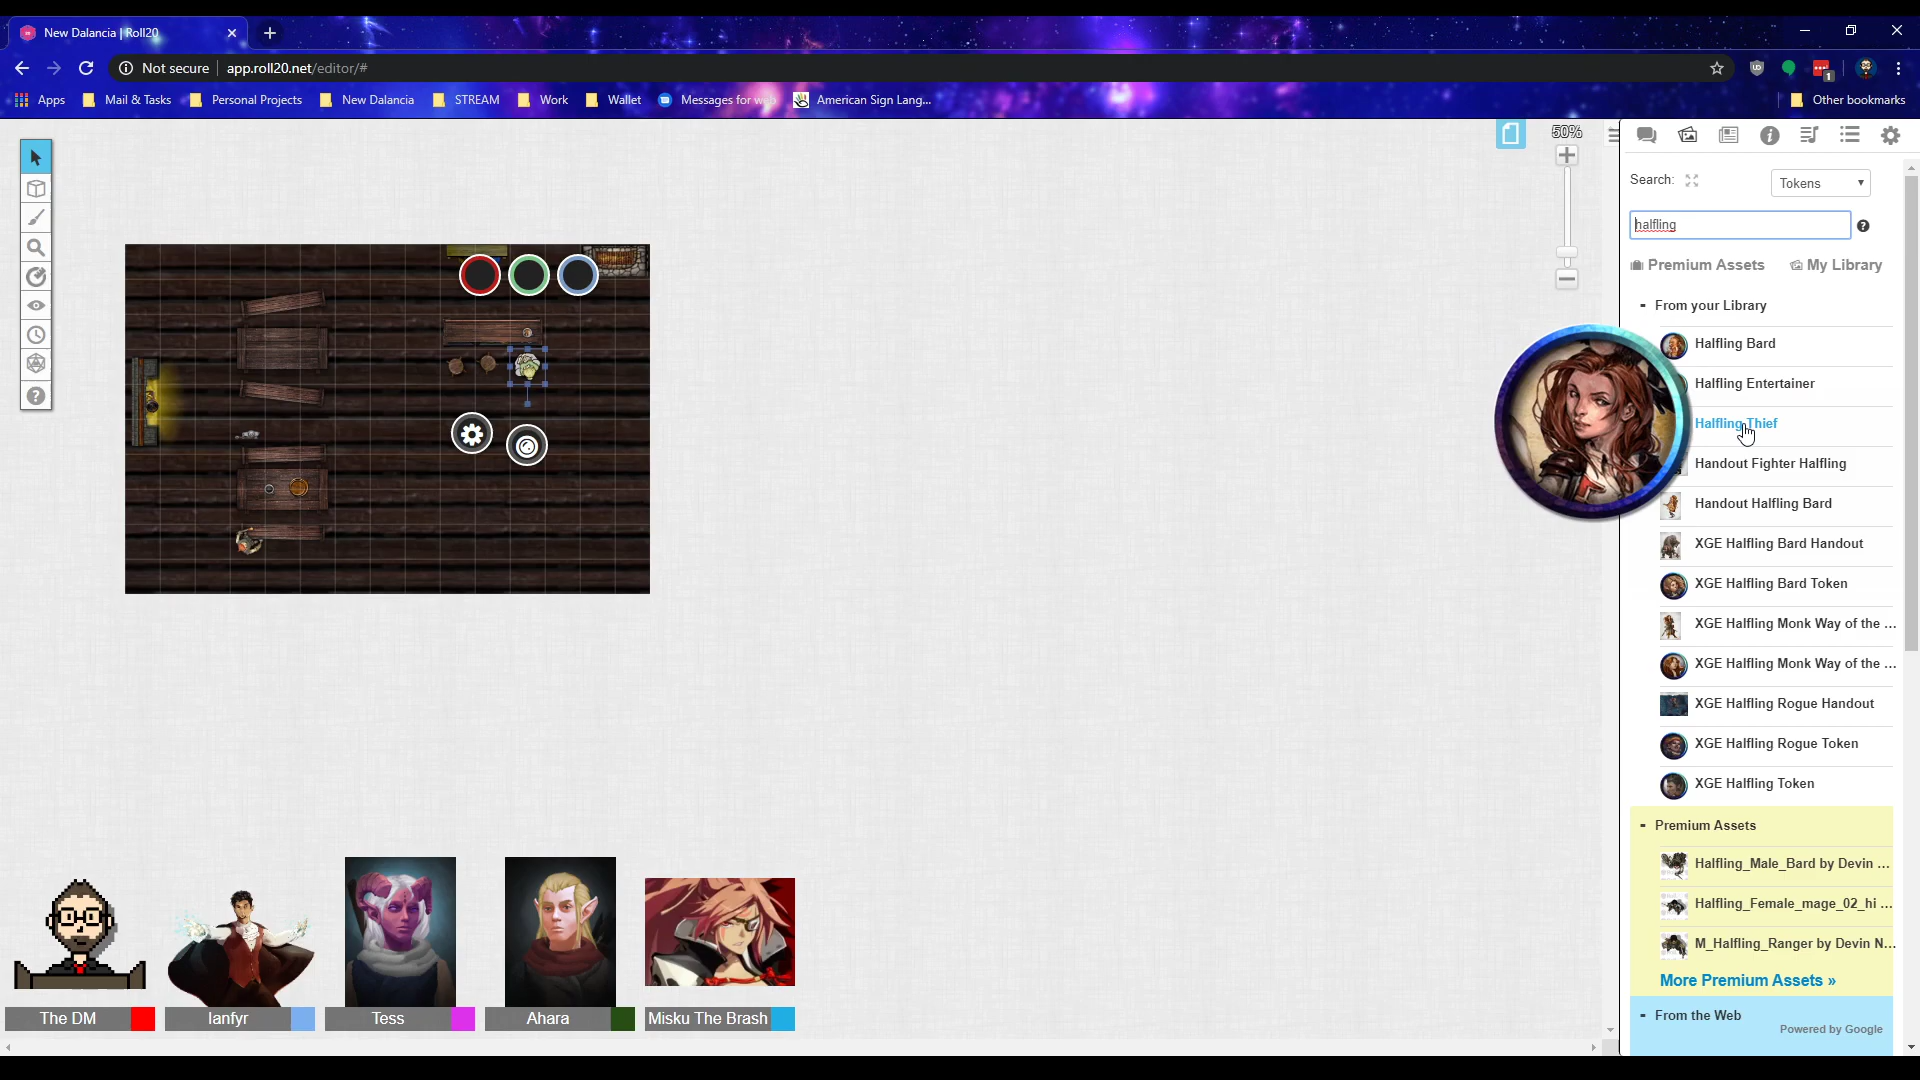 New Dalancia | Roll20
Not secure app.roll20.net/editor/#
Apps Mail & Tasks Personal Projects New Dalancia STREAM Work Wallet Messages for American Sign Lang... Other bookmarks
50%
Search: Tokens
halfling
Premium Assets My Library
- From your Library
Halfling Bard
Halfling Entertainer
Halfling Thief
Handout Fighter Halfling
Handout Halfling Bard
XGE Halfling Bard Handout
XGE Halfling Bard Token
XGE Halfling Monk Way of the ...
XGE Halfling Monk Way of the ...
XGE Halfling Rogue Handout
XGE Halfling Rogue Token
XGE Halfling Token
- Premium Assets
Halfling_Male_Bard by Devin ...
Halfling_Female_mage_02_hi ...
M_Halfling_Ranger by Devin N...
More Premium Assets »
- From the Web
Powered by Google
The DM Ianfyr Tess Ahara Misku The Brash